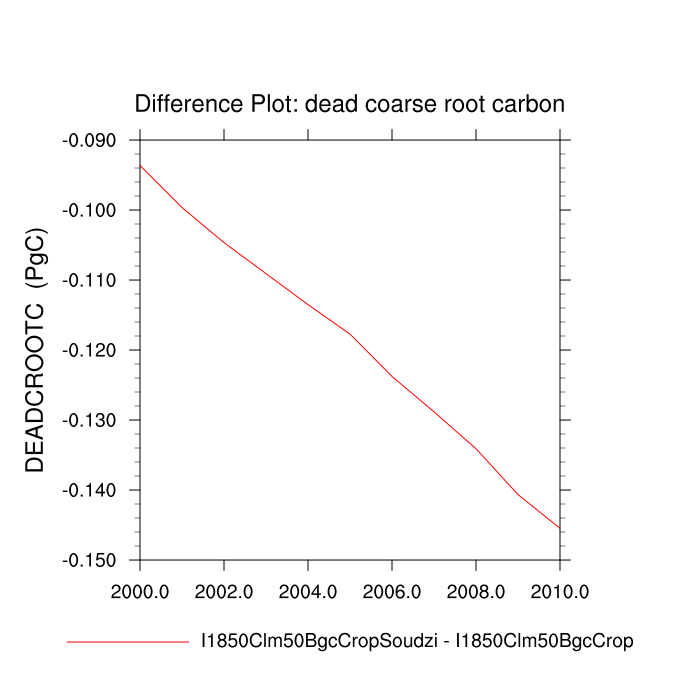 Difference Plot: dead coarse root carbon
DEADCROOTC (PgC)
-0.090
-0.100
-0.110
-0.120
-0.130
-0.140
-0.150
2000.0 2002.0 2004.0 2006.0 2008.0 2010.0
I1850Clm50BgcCropSoudzi - I1850Clm50BgcCrop